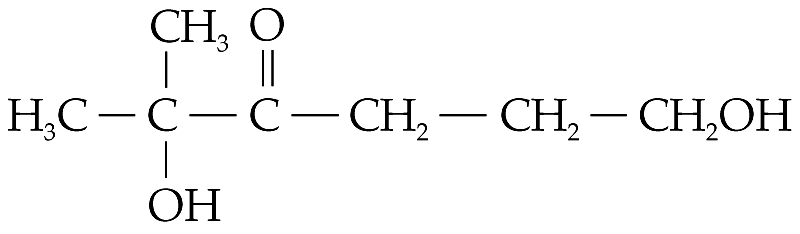 CH₃ O
H₃C — C — C — CH₂ — CH₂ — CH₂OH
OH